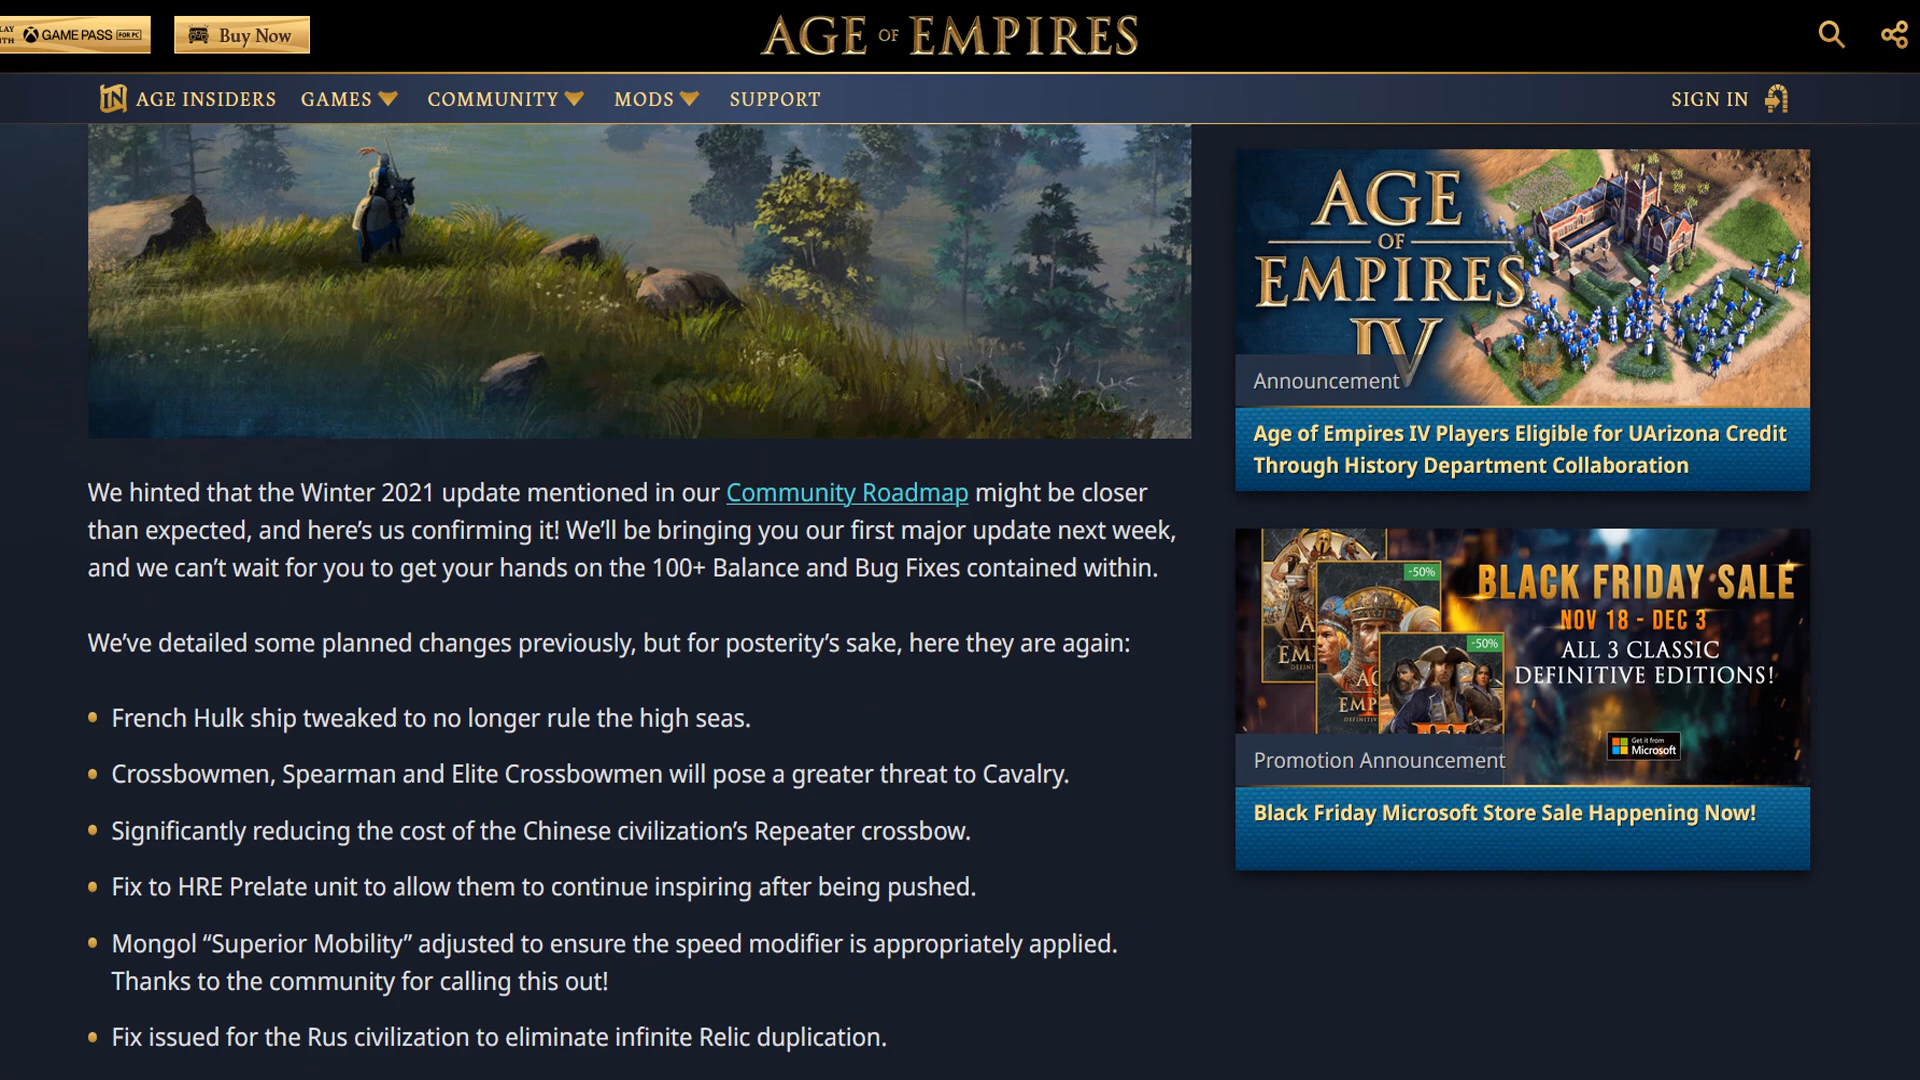 GAME PASS FOR PC
Buy Now
AGE OF EMPIRES
AGE INSIDERS
GAMES
COMMUNITY
MODS
SUPPORT
SIGN IN
We hinted that the Winter 2021 update mentioned in our Community Roadmap might be closer
than expected, and here’s us confirming it! We’ll be bringing you our first major update next week,
and we can’t wait for you to get your hands on the 100+ Balance and Bug Fixes contained within.
We’ve detailed some planned changes previously, but for posterity’s sake, here they are again:
French Hulk ship tweaked to no longer rule the high seas.
Crossbowmen, Spearman and Elite Crossbowmen will pose a greater threat to Cavalry.
Significantly reducing the cost of the Chinese civilization’s Repeater crossbow.
Fix to HRE Prelate unit to allow them to continue inspiring after being pushed.
Mongol “Superior Mobility” adjusted to ensure the speed modifier is appropriately applied.
Thanks to the community for calling this out!
Fix issued for the Rus civilization to eliminate infinite Relic duplication.
AGE
OF
EMPIRES
IV
Announcement
Age of Empires IV Players Eligible for UArizona Credit
Through History Department Collaboration
-50%
-50%
BLACK FRIDAY SALE
NOV 18 - DEC 3
ALL 3 CLASSIC
DEFINITIVE EDITIONS!
Get it from
Microsoft
Promotion Announcement
Black Friday Microsoft Store Sale Happening Now!